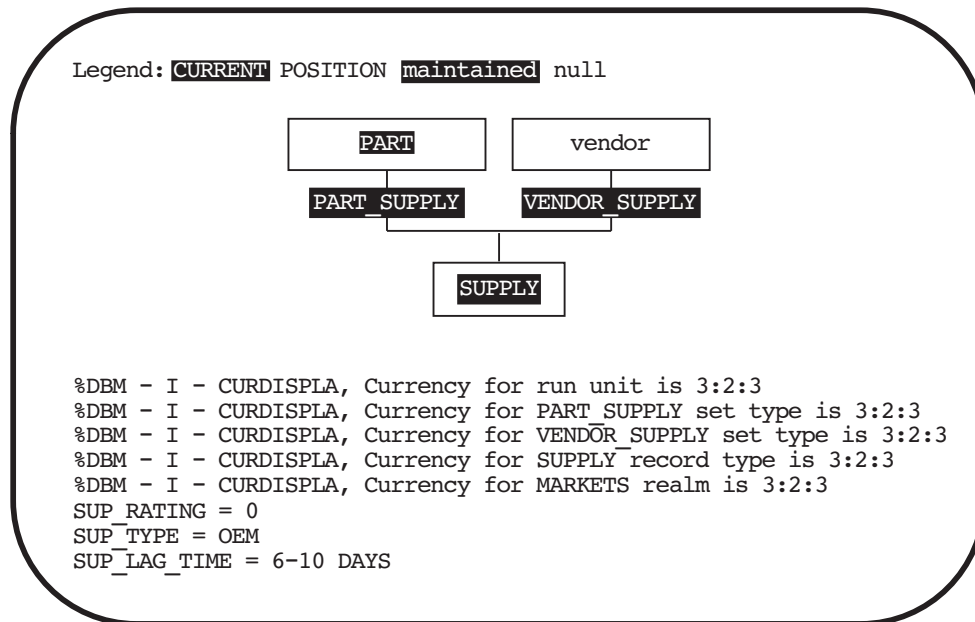 Legend: CURRENT POSITION maintained null
PART vendor
PART_SUPPLY VENDOR_SUPPLY
SUPPLY
%DBM - I - CURDISPLA, Currency for run unit is 3:2:3
%DBM - I - CURDISPLA, Currency for PART_SUPPLY set type is 3:2:3
%DBM - I - CURDISPLA, Currency for VENDOR_SUPPLY set type is 3:2:3
%DBM - I - CURDISPLA, Currency for SUPPLY record type is 3:2:3
%DBM - I - CURDISPLA, Currency for MARKETS realm is 3:2:3
SUP_RATING = 0
SUP_TYPE = OEM
SUP_LAG_TIME = 6-10 DAYS